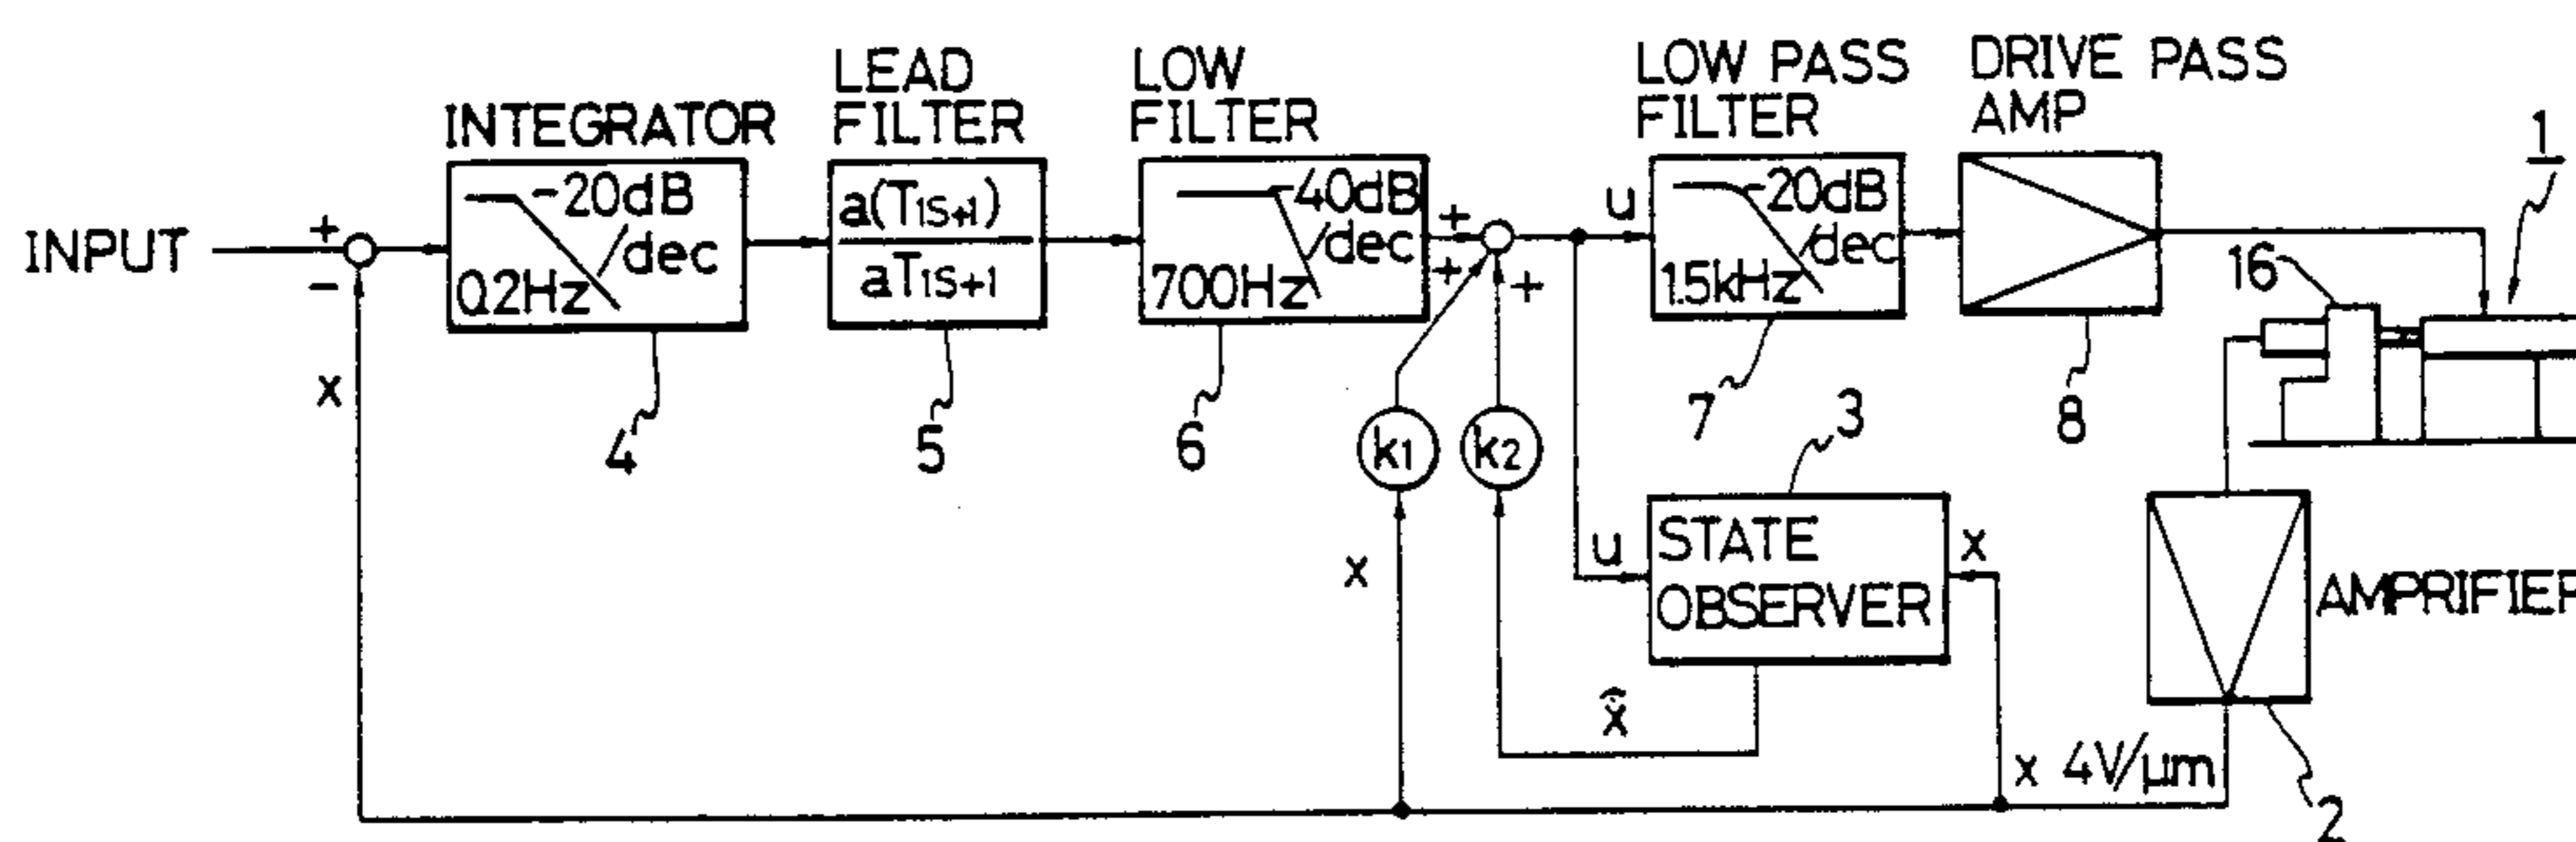 LEAD
FILTER
LOW
FILTER
LOW PASS
FILTER
DRIVE PASS
AMP
INTEGRATOR
1
INPUT
+
-
-20dB
/dec
0.2Hz
a(T1S+1)
aT1S+1
-40dB
/dec
700Hz
+
+
+
u
-20dB
/dec
1.5kHz
16
x
4
5
6
k1
k2
7
3
8
x
u
STATE
OBSERVER
x
AMPRIFIER
x̂
x 4V/μm
2